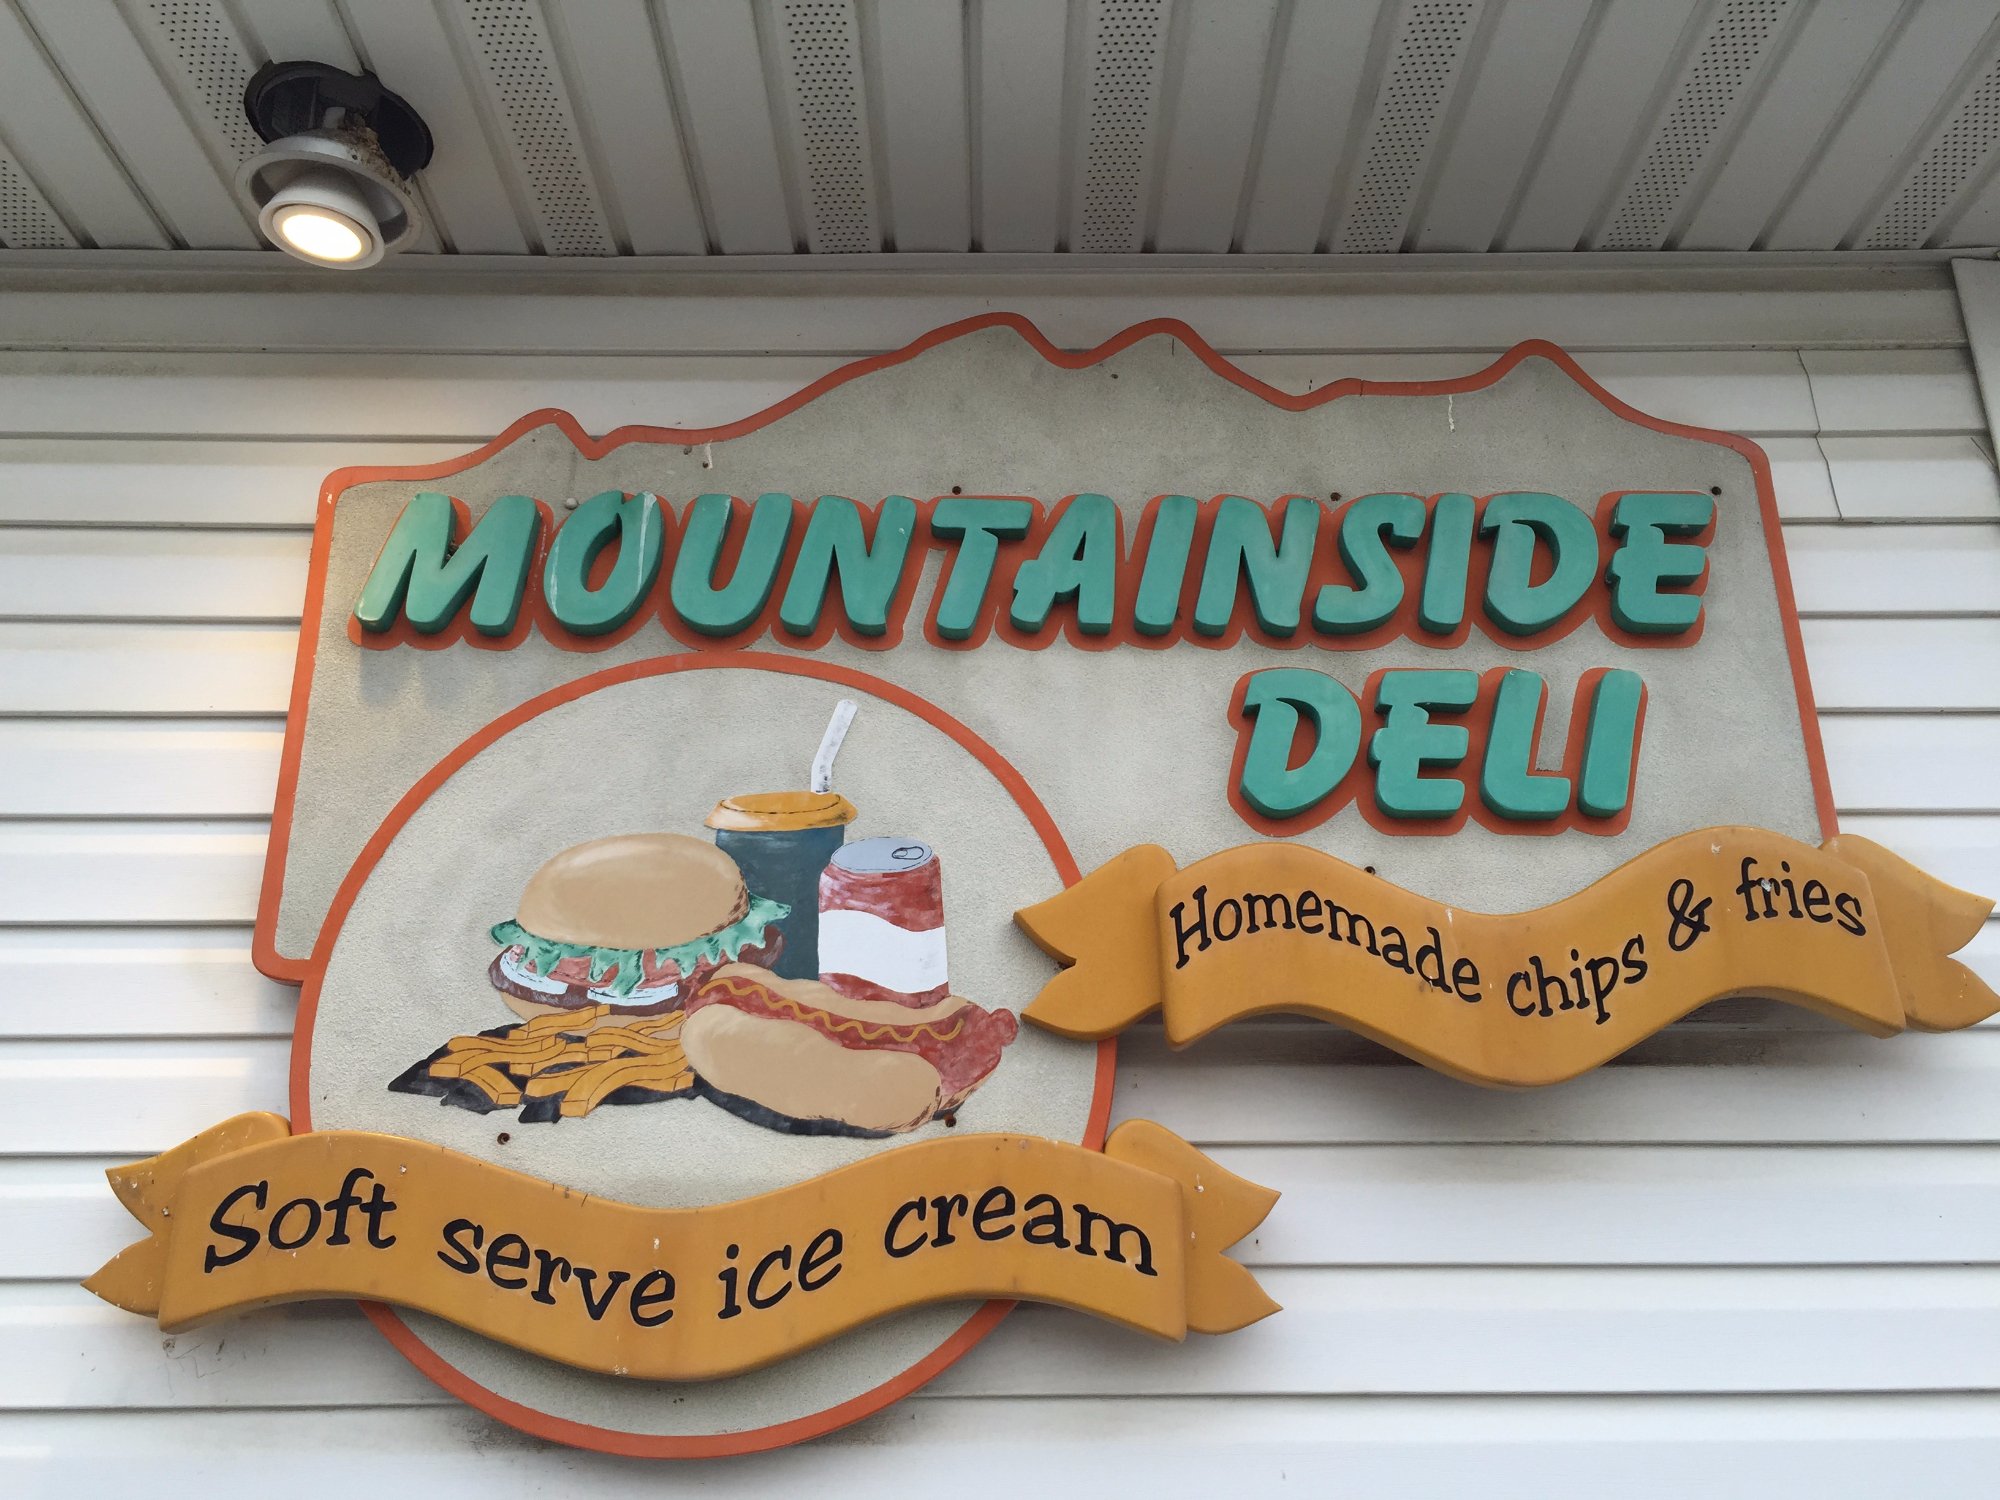 MOUNTAINSIDE
DELI
Homemade chips & fries
Soft serve ice cream